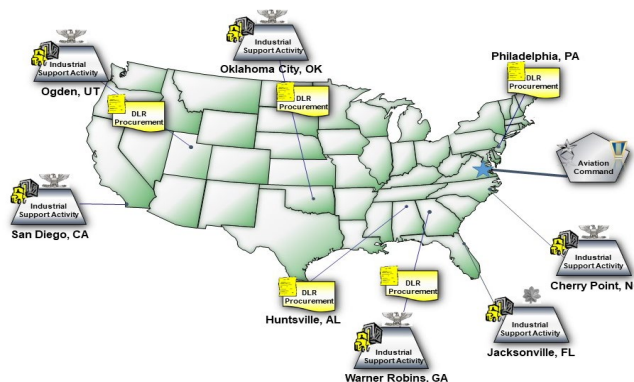 Industrial
Support Activity
Ogden, UT
DLR
Procurement
Industrial
Support Activity
Oklahoma City, OK
DLR
Procurement
Philadelphia, PA
DLR
Procurement
Aviation
Command
Industrial
Support Activity
San Diego, CA
Industrial
Support Activity
Cherry Point, N
DLR
Procurement
Huntsville, AL
DLR
Procurement
Industrial
Support Activity
Warner Robins, GA
Industrial
Support Activity
Jacksonville, FL